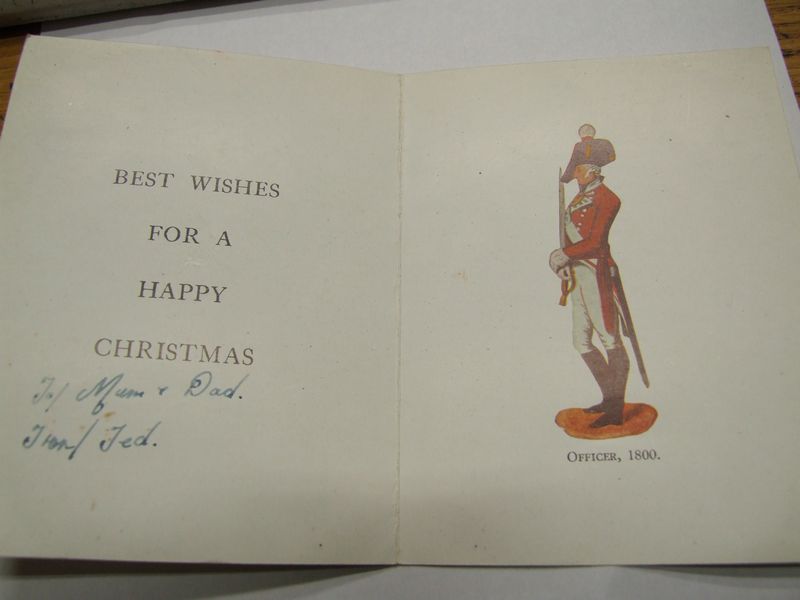 BEST WISHES
FOR A
HAPPY
CHRISTMAS
To/ Mum & Dad.
From/ Ted.
OFFICER, 1800.